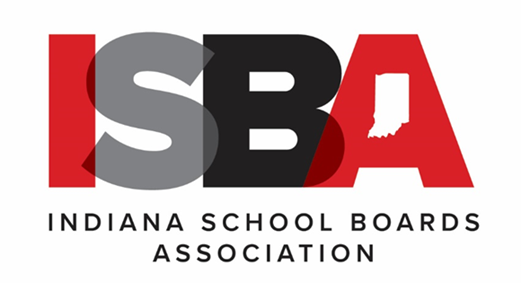 ISBA
INDIANA SCHOOL BOARDS
ASSOCIATION